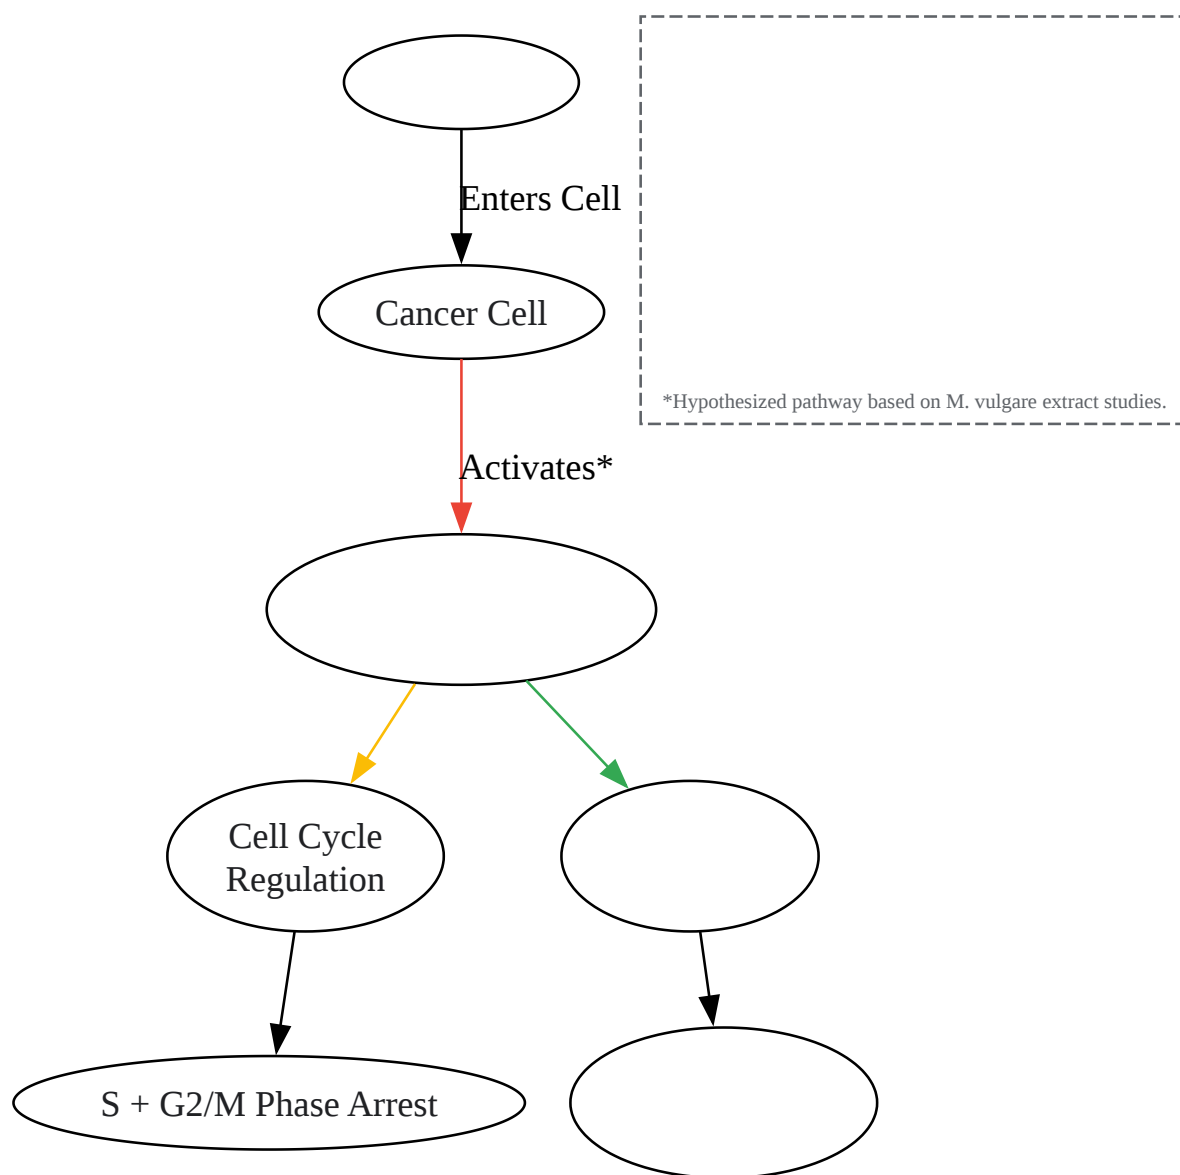 Enters Cell
Cancer Cell
*Hypothesized pathway based on M. vulgare extract studies.
Activates*
Cell Cycle
Regulation
S + G2/M Phase Arrest